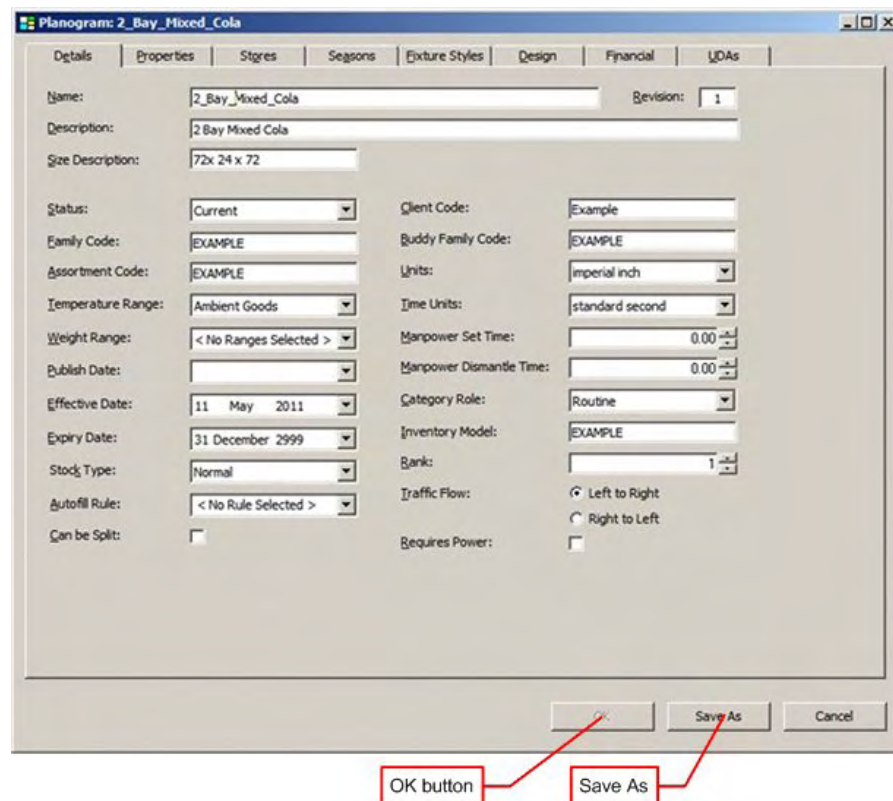 Planogram: 2_Bay_Mixed_Cola
Details Properties Stores Seasons Fixture Styles Design Financial UDAs
Name: 2_Bay_Mixed_Cola Revision: 1
Description: 2 Bay Mixed Cola
Size Description: 72x 24 x 72
Status: Current Client Code: Example
Family Code: EXAMPLE Buddy Family Code: EXAMPLE
Assortment Code: EXAMPLE Units: imperial inch
Temperature Range: Ambient Goods Time Units: standard second
Weight Range: < No Ranges Selected > Manpower Set Time: 0.00
Publish Date: Manpower Dismantle Time: 0.00
Effective Date: 11 May 2011 Category Role: Routine
Expiry Date: 31 December 2999 Inventory Model: EXAMPLE
Stock Type: Normal Rank: 1
Autofill Rule: < No Rule Selected > Traffic Flow: Left to Right
Right to Left
Can be Split: Requires Power:
OK Save As Cancel
OK button Save As